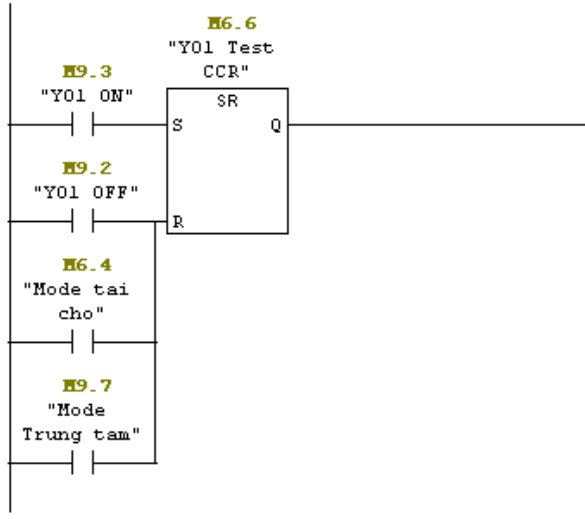 M6.6
"Y01 Test
CCR"
M9.3
"Y01 ON"
SR
S
Q
M9.2
"Y01 OFF"
R
M6.4
"Mode tai
cho"
M9.7
"Mode
Trung tam"